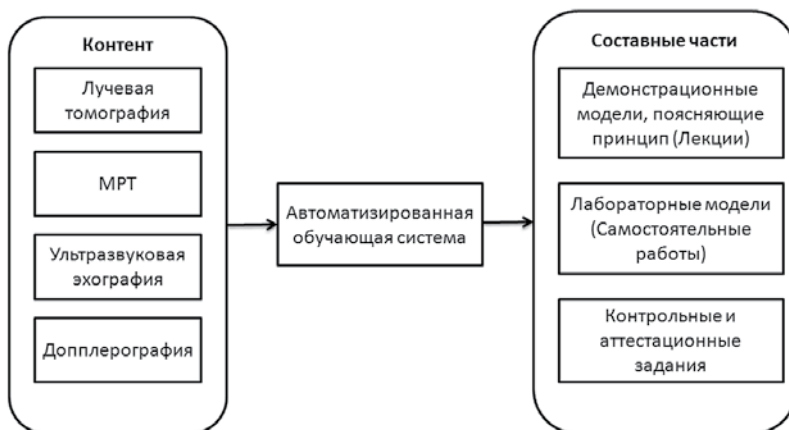 Контент
Лучевая
томография
МРТ
Ультразвуковая
эхография
Допплерография
Автоматизированная
обучающая система
Составные части
Демонстрационные
модели, поясняющие
принцип (Лекции)
Лабораторные модели
(Самостоятельные
работы)
Контрольные и
аттестационные
задания